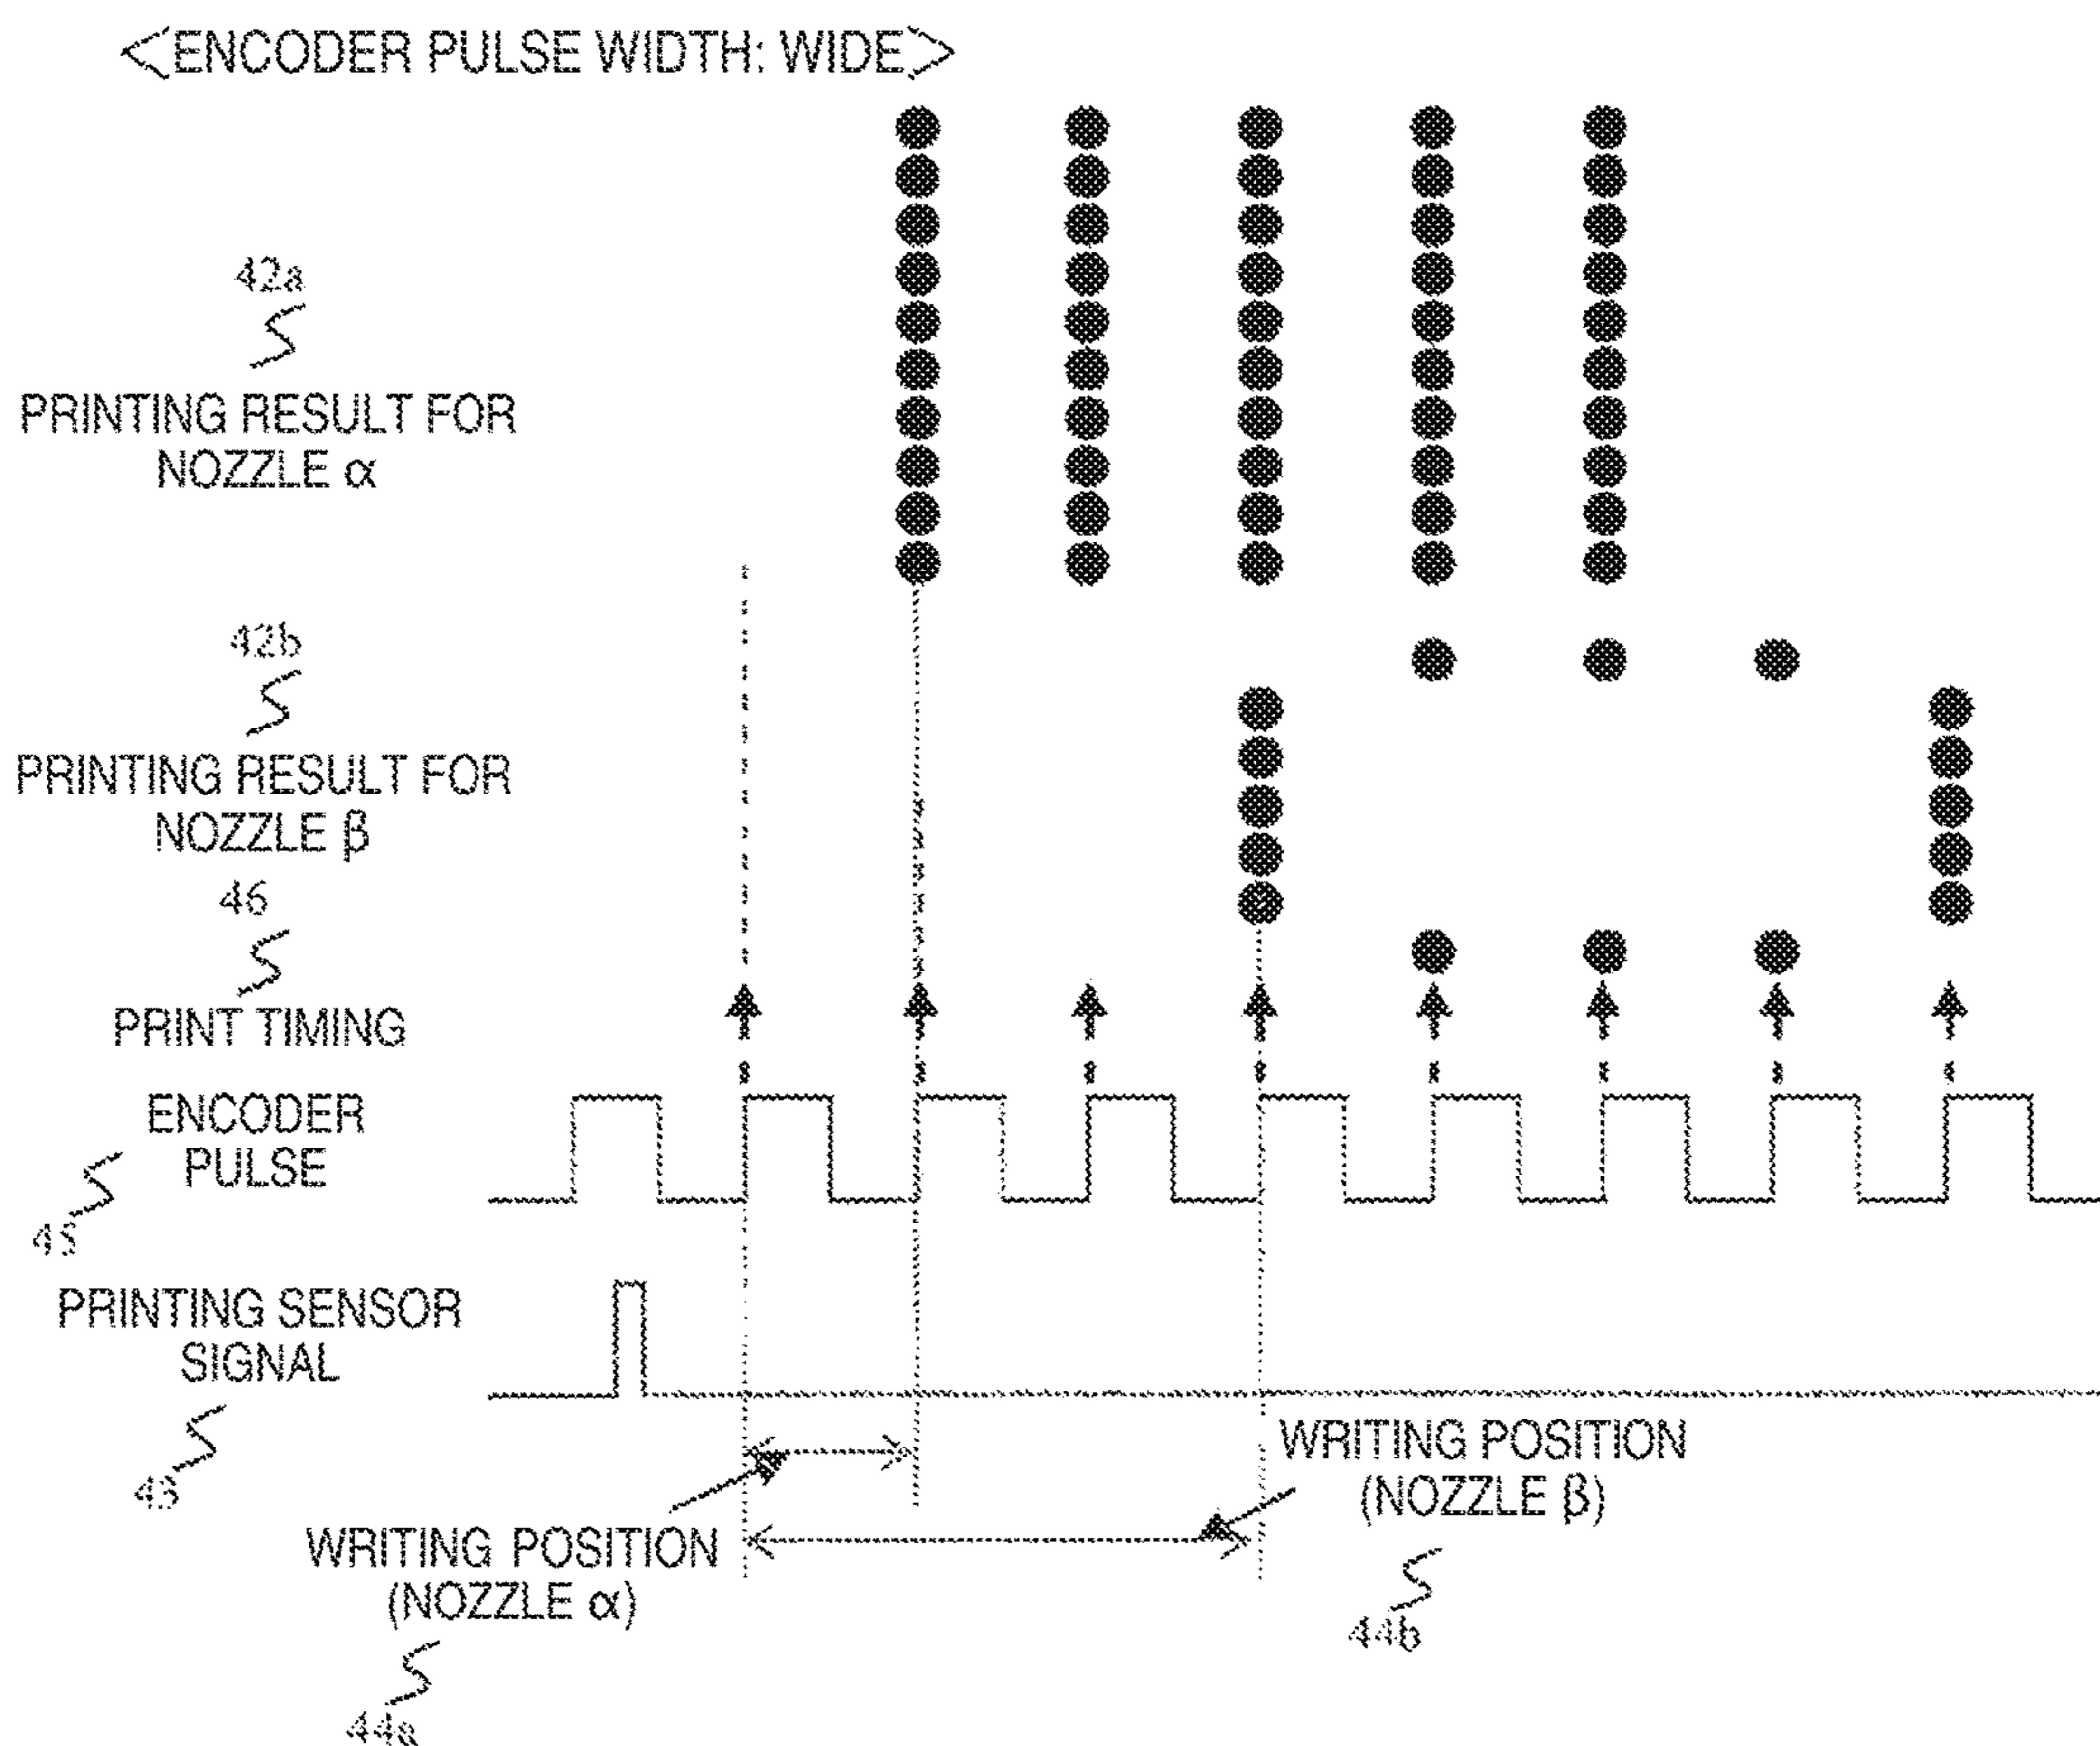 <ENCODER PULSE WIDTH: WIDE>
42a
PRINTING RESULT FOR
NOZZLE α
42b
PRINTING RESULT FOR
NOZZLE β
46
PRINT TIMING
ENCODER
PULSE
45
PRINTING SENSOR
SIGNAL
43
WRITING POSITION
(NOZZLE β)
44b
WRITING POSITION
(NOZZLE α)
44a